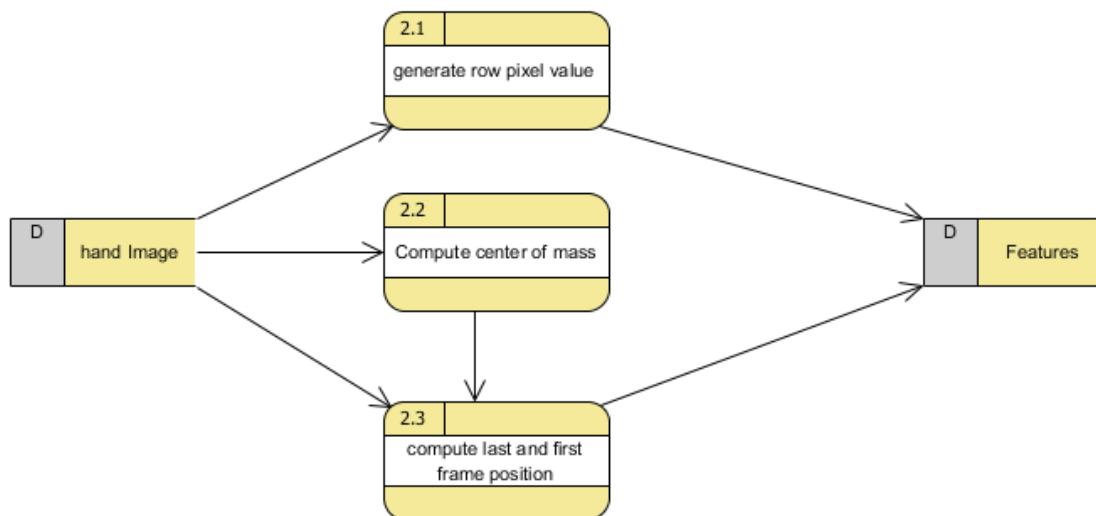 2.1
generate row pixel value
D
hand Image
2.2
Compute center of mass
D
Features
2.3
compute last and first
frame position